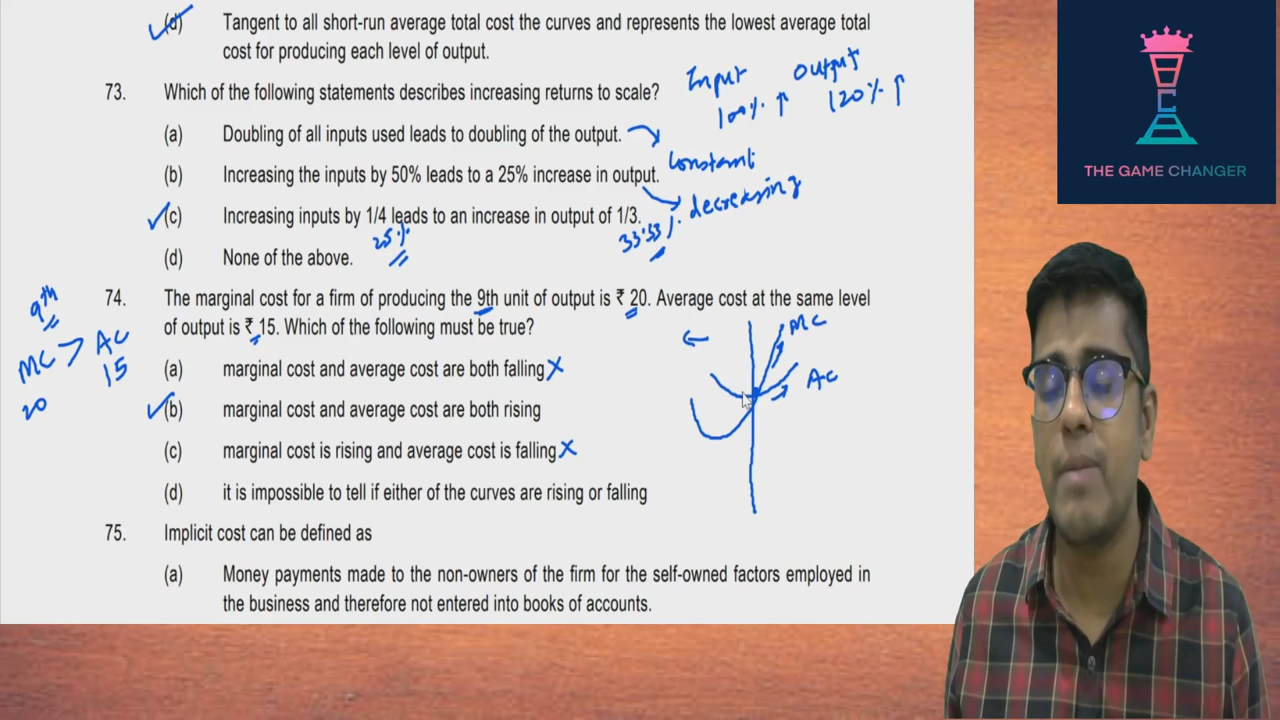 (d) Tangent to all short-run average total cost the curves and represents the lowest average total
cost for producing each level of output.
73. Which of the following statements describes increasing returns to scale?
Input Output
100% ↑ 120% ↑
(a) Doubling of all inputs used leads to doubling of the output.
Constant
(b) Increasing the inputs by 50% leads to a 25% increase in output.
decreasing
(c) Increasing inputs by 1/4 leads to an increase in output of 1/3.
25% 33.33%
(d) None of the above.
74. The marginal cost for a firm of producing the 9th unit of output is ₹ 20. Average cost at the same level
of output is ₹ 15. Which of the following must be true?
9th
MC > AC
20 15
MC
AC
(a) marginal cost and average cost are both falling
(b) marginal cost and average cost are both rising
(c) marginal cost is rising and average cost is falling
(d) it is impossible to tell if either of the curves are rising or falling
75. Implicit cost can be defined as
(a) Money payments made to the non-owners of the firm for the self-owned factors employed in
the business and therefore not entered into books of accounts.
THE GAME CHANGER